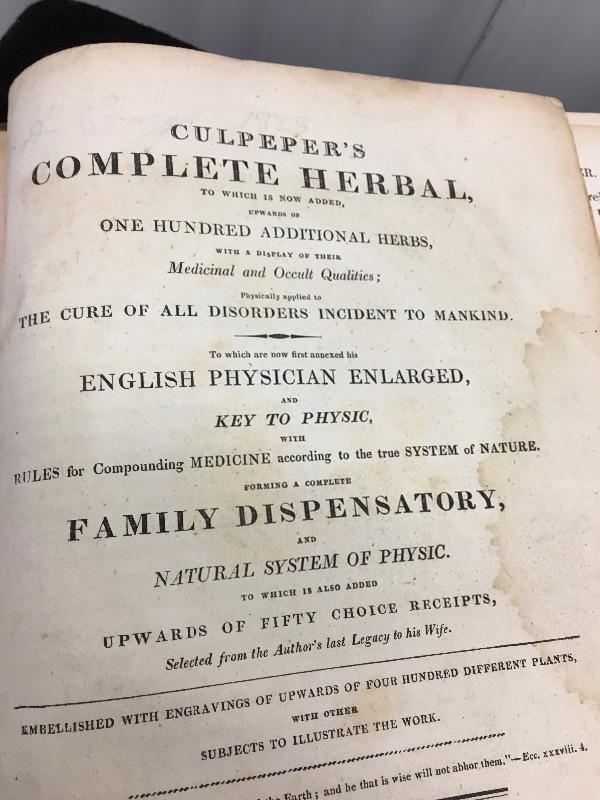 CULPEPER'S
COMPLETE HERBAL,
TO WHICH IS NOW ADDED,
UPWARDS OF
ONE HUNDRED ADDITIONAL HERBS,
WITH A DISPLAY OF THEIR
Medicinal and Occult Qualities;
Physically applied to
THE CURE OF ALL DISORDERS INCIDENT TO MANKIND.
To which are now first annexed his
ENGLISH PHYSICIAN ENLARGED,
AND
KEY TO PHYSIC,
WITH
RULES for Compounding MEDICINE according to the true SYSTEM of NATURE.
FORMING A COMPLETE
FAMILY DISPENSATORY,
AND
NATURAL SYSTEM OF PHYSIC.
TO WHICH IS ALSO ADDED
UPWARDS OF FIFTY CHOICE RECEIPTS,
Selected from the Author's last Legacy to his Wife.
EMBELLISHED WITH ENGRAVINGS OF UPWARDS OF FOUR HUNDRED DIFFERENT PLANTS,
WITH OTHER
SUBJECTS TO ILLUSTRATE THE WORK.
the Earth; and he that is wise will not abhor them."—Ecc. xxxviii. 4.